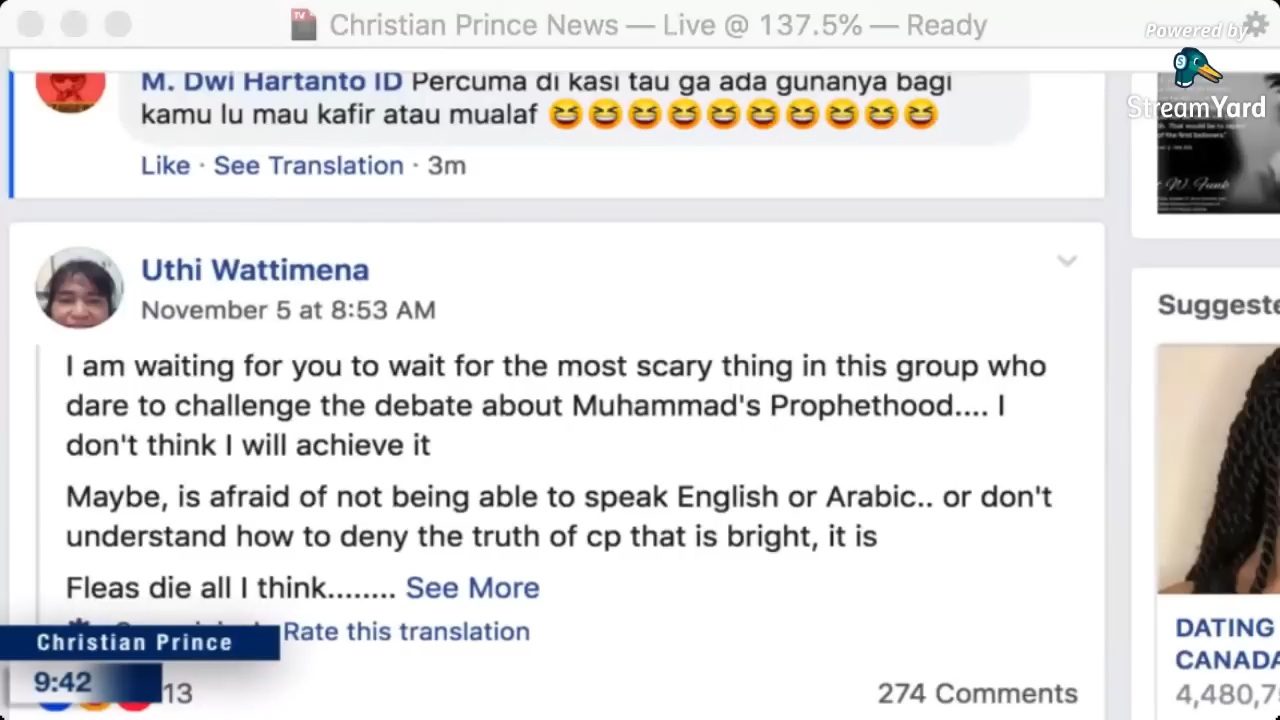 Christian Prince News — Live @ 137.5% — Ready
Powered by
StreamYard
M. Dwi Hartanto ID Percuma di kasi tau ga ada gunanya bagi
kamu lu mau kafir atau mualaf 😆😆😆😆😆😆😆😆😆😆
Like · See Translation · 3m
Uthi Wattimena
November 5 at 8:53 AM
I am waiting for you to wait for the most scary thing in this group who
dare to challenge the debate about Muhammad's Prophethood.... I
don't think I will achieve it
Maybe, is afraid of not being able to speak English or Arabic.. or don't
understand how to deny the truth of cp that is bright, it is
Fleas die all I think........ See More
Rate this translation
13
274 Comments
Christian Prince
9:42
Suggeste
DATING
CANADA
4,480,7